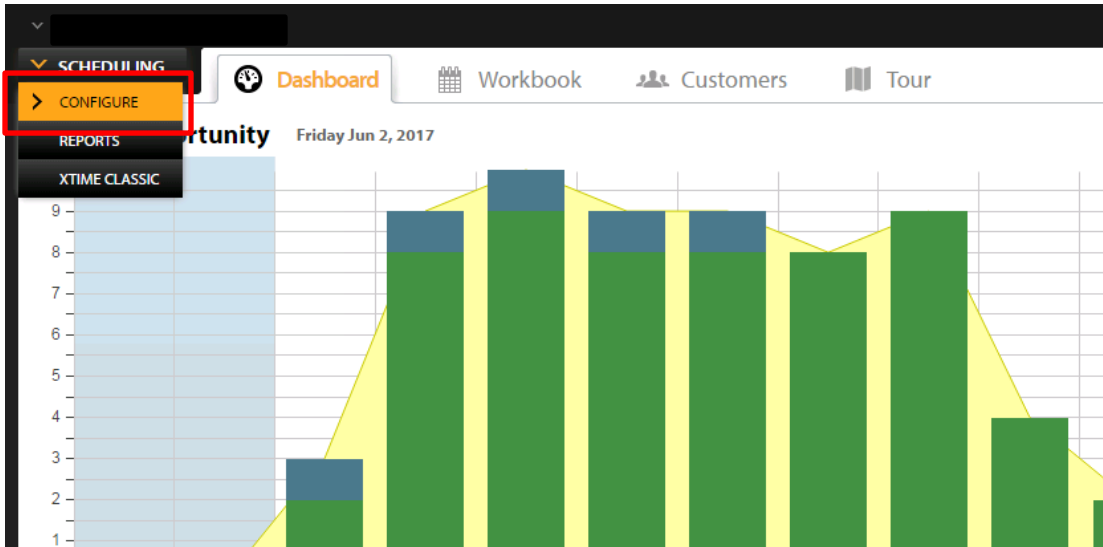 SCHEDULING
Dashboard
Workbook
Customers
Tour
CONFIGURE
REPORTS
rtunity
Friday Jun 2, 2017
XTIME CLASSIC
9
8
7
6
5
4
3
2
1